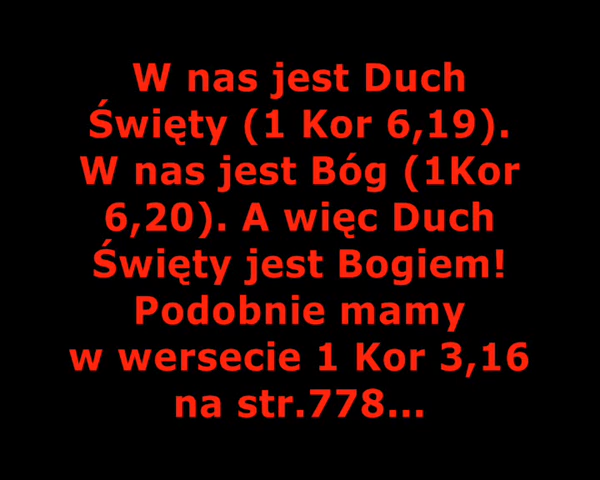 W nas jest Duch
Święty (1 Kor 6,19).
W nas jest Bóg (1Kor
6,20). A więc Duch
Święty jest Bogiem!
Podobnie mamy
w wersecie 1 Kor 3,16
na str.778...